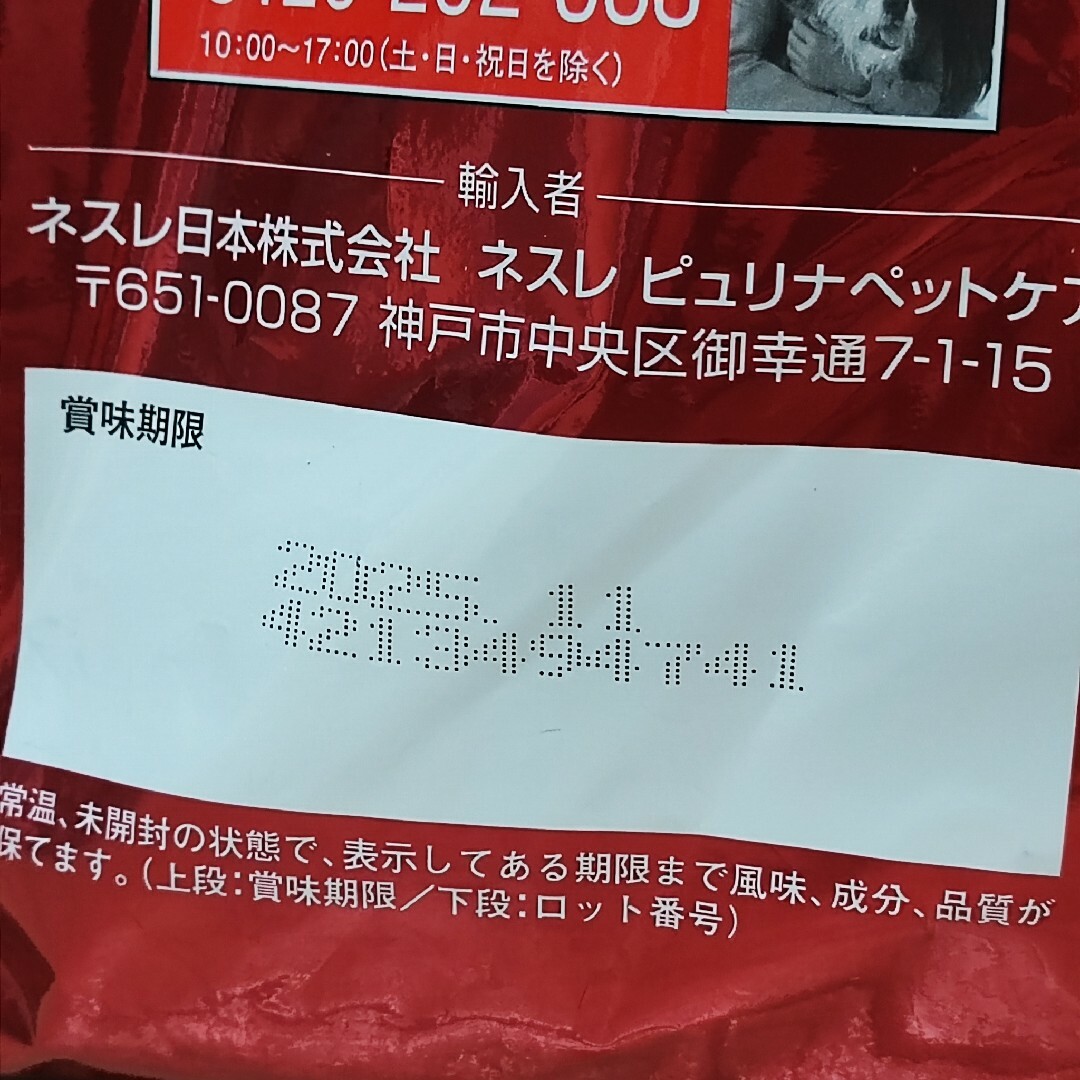 10:00〜17:00(土・日・祝日を除く)
輸入者
ネスレ日本株式会社 ネスレ ピュリナペットケア
〒651-0087 神戸市中央区御幸通7-1-15
賞味期限
2025.11
4213494741
常温、未開封の状態で、表示してある期限まで風味、成分、品質が
保てます。(上段:賞味期限/下段:ロット番号)